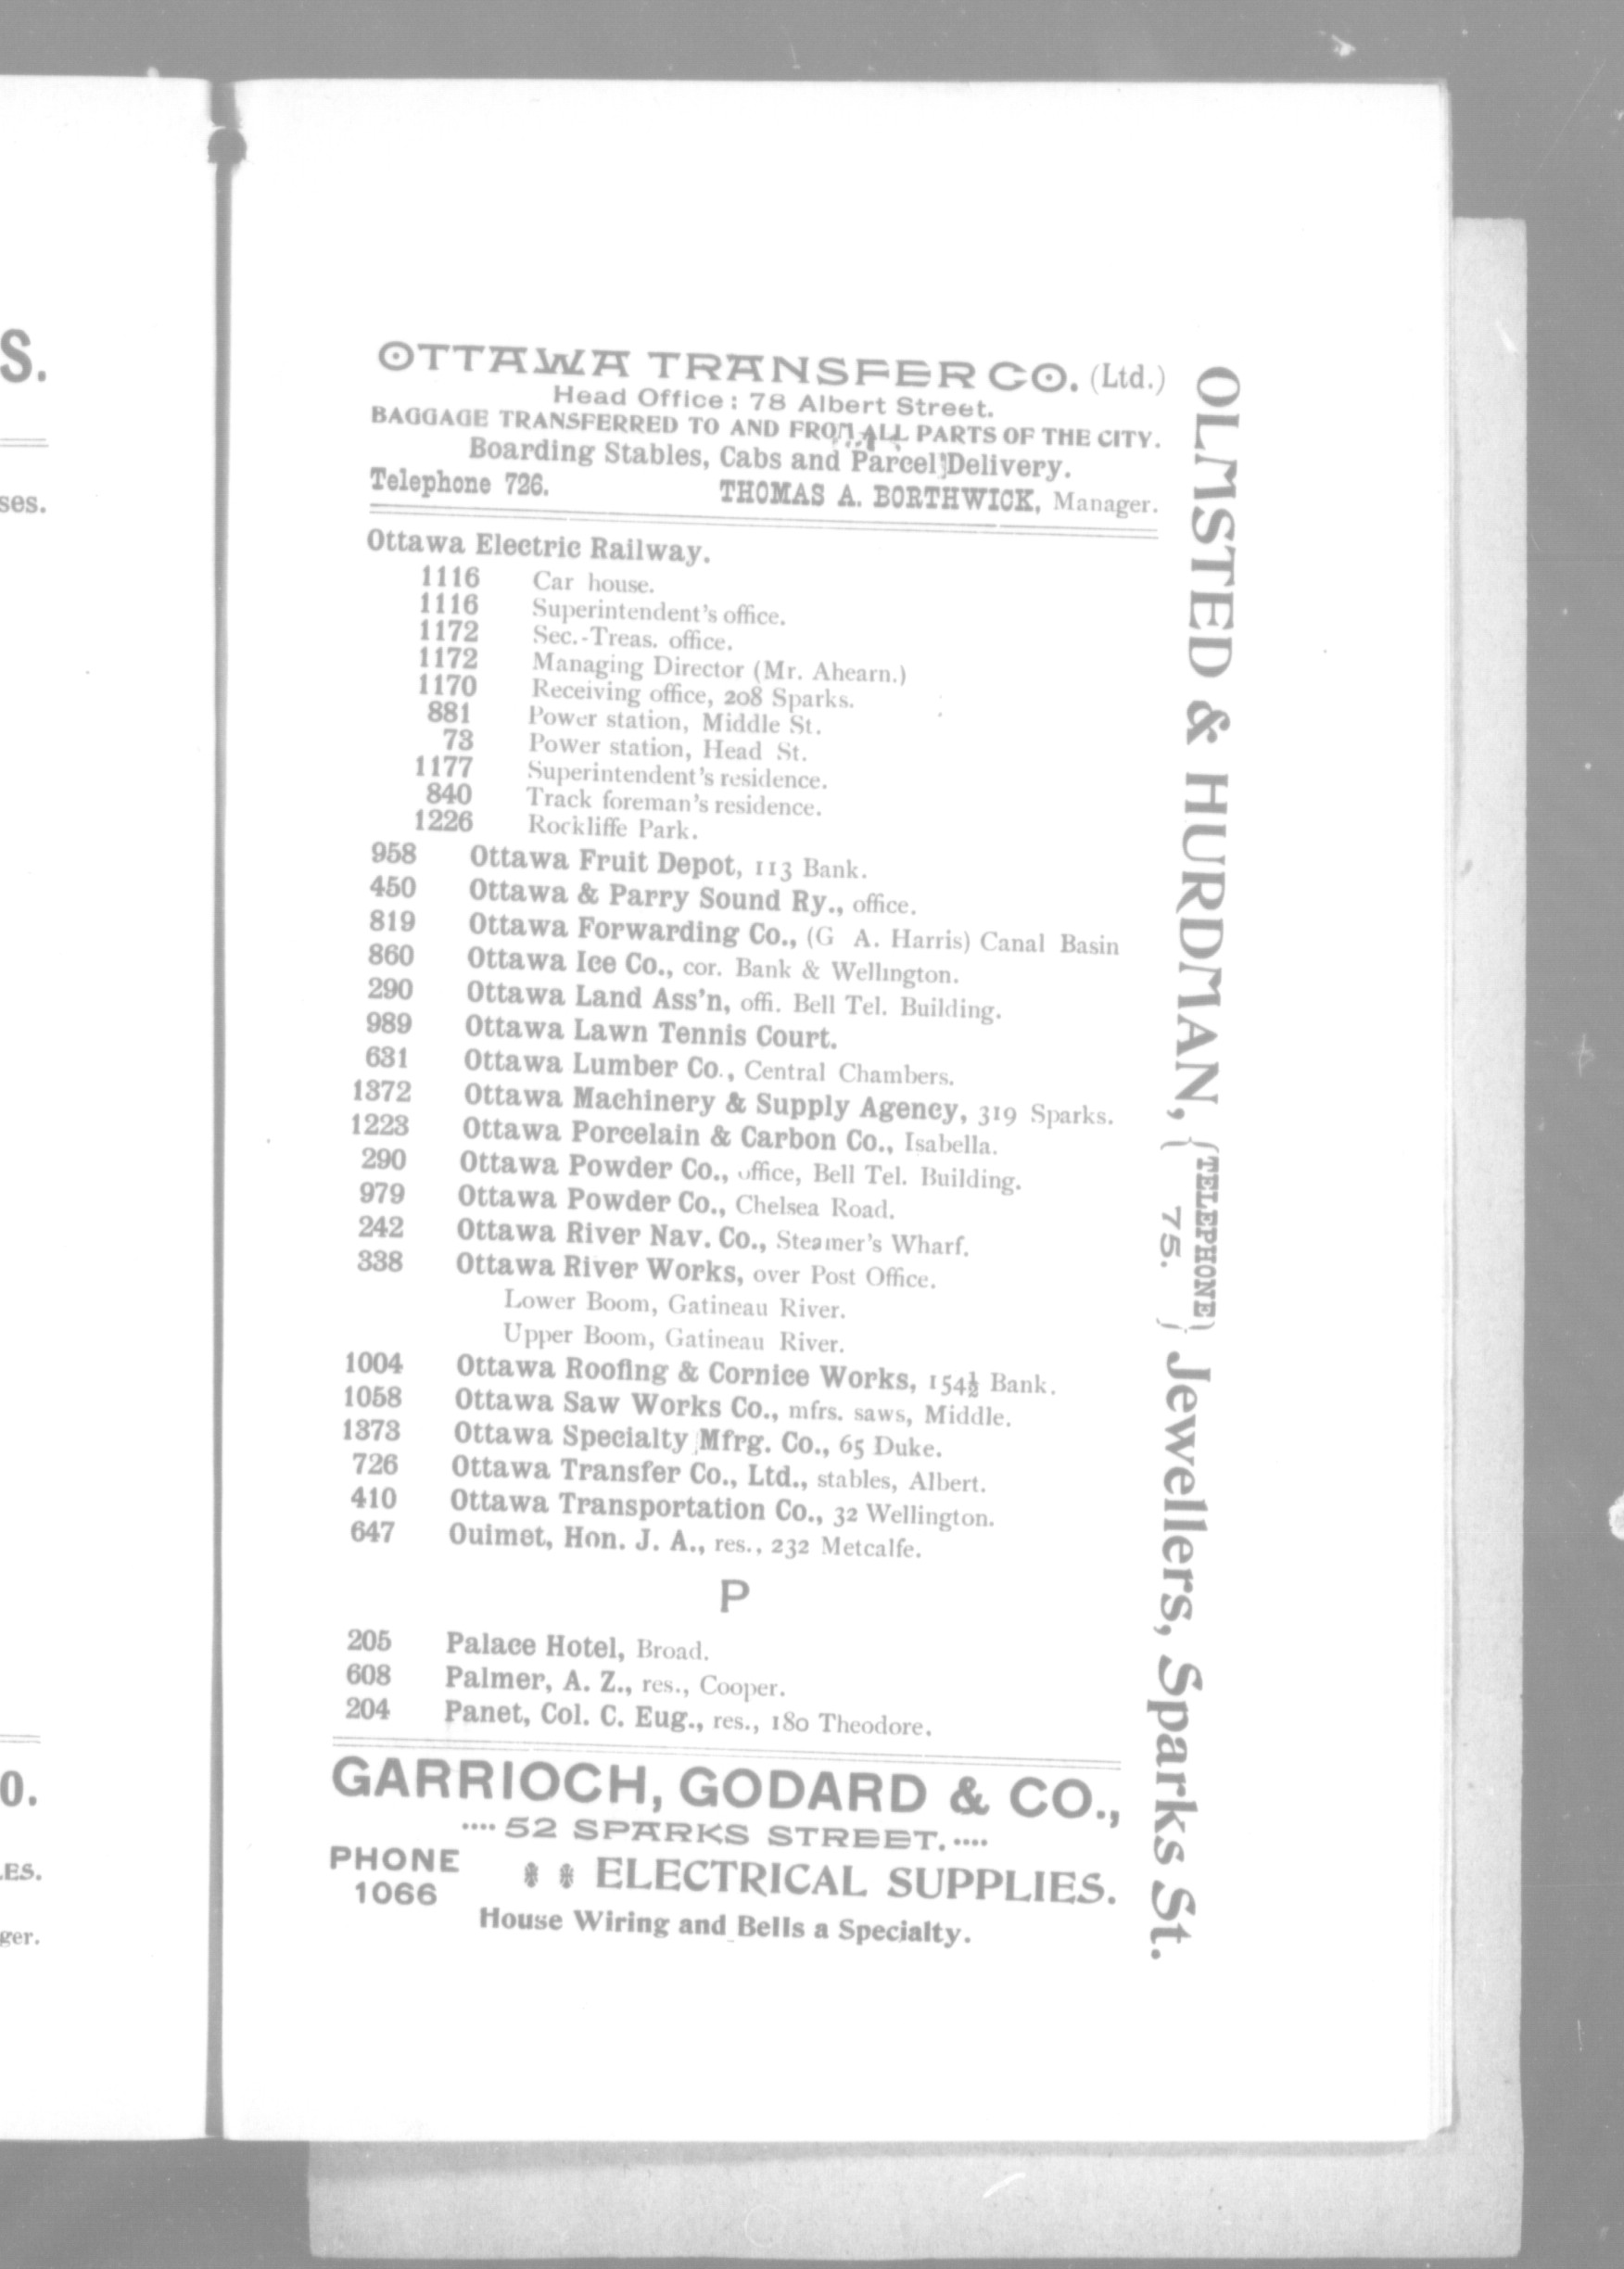 S.
ses.
O.
LES.
ger.
OTTAWA TRANSFER CO. (Ltd.)
Head Office: 78 Albert Street.
BAGGAGE TRANSFERRED TO AND FROM ALL PARTS OF THE CITY.
Boarding Stables, Cabs and Parcel Delivery.
Telephone 726. THOMAS A. BORTHWICK, Manager.
Ottawa Electric Railway.
1116 Car house.
1116 Superintendent's office.
1172 Sec.-Treas. office.
1172 Managing Director (Mr. Ahearn.)
1170 Receiving office, 208 Sparks.
881 Power station, Middle St.
73 Power station, Head St.
1177 Superintendent's residence.
840 Track foreman's residence.
1226 Rockliffe Park.
958 Ottawa Fruit Depot, 113 Bank.
450 Ottawa & Parry Sound Ry., office.
819 Ottawa Forwarding Co., (G A. Harris) Canal Basin
860 Ottawa Ice Co., cor. Bank & Wellington.
290 Ottawa Land Ass'n, offi. Bell Tel. Building.
989 Ottawa Lawn Tennis Court.
631 Ottawa Lumber Co., Central Chambers.
1372 Ottawa Machinery & Supply Agency, 319 Sparks.
1223 Ottawa Porcelain & Carbon Co., Isabella.
290 Ottawa Powder Co., office, Bell Tel. Building.
979 Ottawa Powder Co., Chelsea Road.
242 Ottawa River Nav. Co., Steamer's Wharf.
338 Ottawa River Works, over Post Office.
Lower Boom, Gatineau River.
Upper Boom, Gatineau River.
1004 Ottawa Roofing & Cornice Works, 154½ Bank.
1058 Ottawa Saw Works Co., mfrs. saws, Middle.
1373 Ottawa Specialty Mfrg. Co., 65 Duke.
726 Ottawa Transfer Co., Ltd., stables, Albert.
410 Ottawa Transportation Co., 32 Wellington.
647 Ouimet, Hon. J. A., res., 232 Metcalfe.
P
205 Palace Hotel, Broad.
608 Palmer, A. Z., res., Cooper.
204 Panet, Col. C. Eug., res., 180 Theodore.
GARRIOCH, GODARD & CO.,
.... 52 SPARKS STREET. ....
PHONE 1066
ELECTRICAL SUPPLIES.
House Wiring and Bells a Specialty.
OLMSTED & HURDMAN, {TELEPHONE 75.} Jewellers, Sparks St.